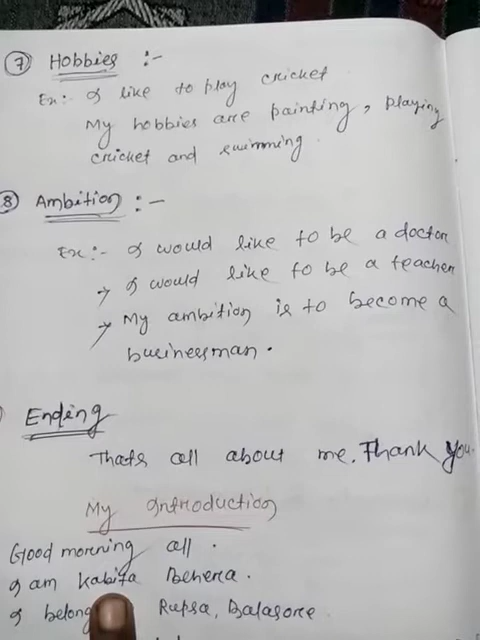 7 Hobbies :-
Ex:- I like to play cricket
My hobbies are painting, playing
cricket and swimming
8 Ambition :-
Ex:- I would like to be a doctor
→ I would like to be a teacher
→ My ambition is to become a
businessman.
Ending
Thats all about me. Thank You.
My Introduction
Good morning all.
I am Kabita Behera.
I belong Rupsa, Balasore.